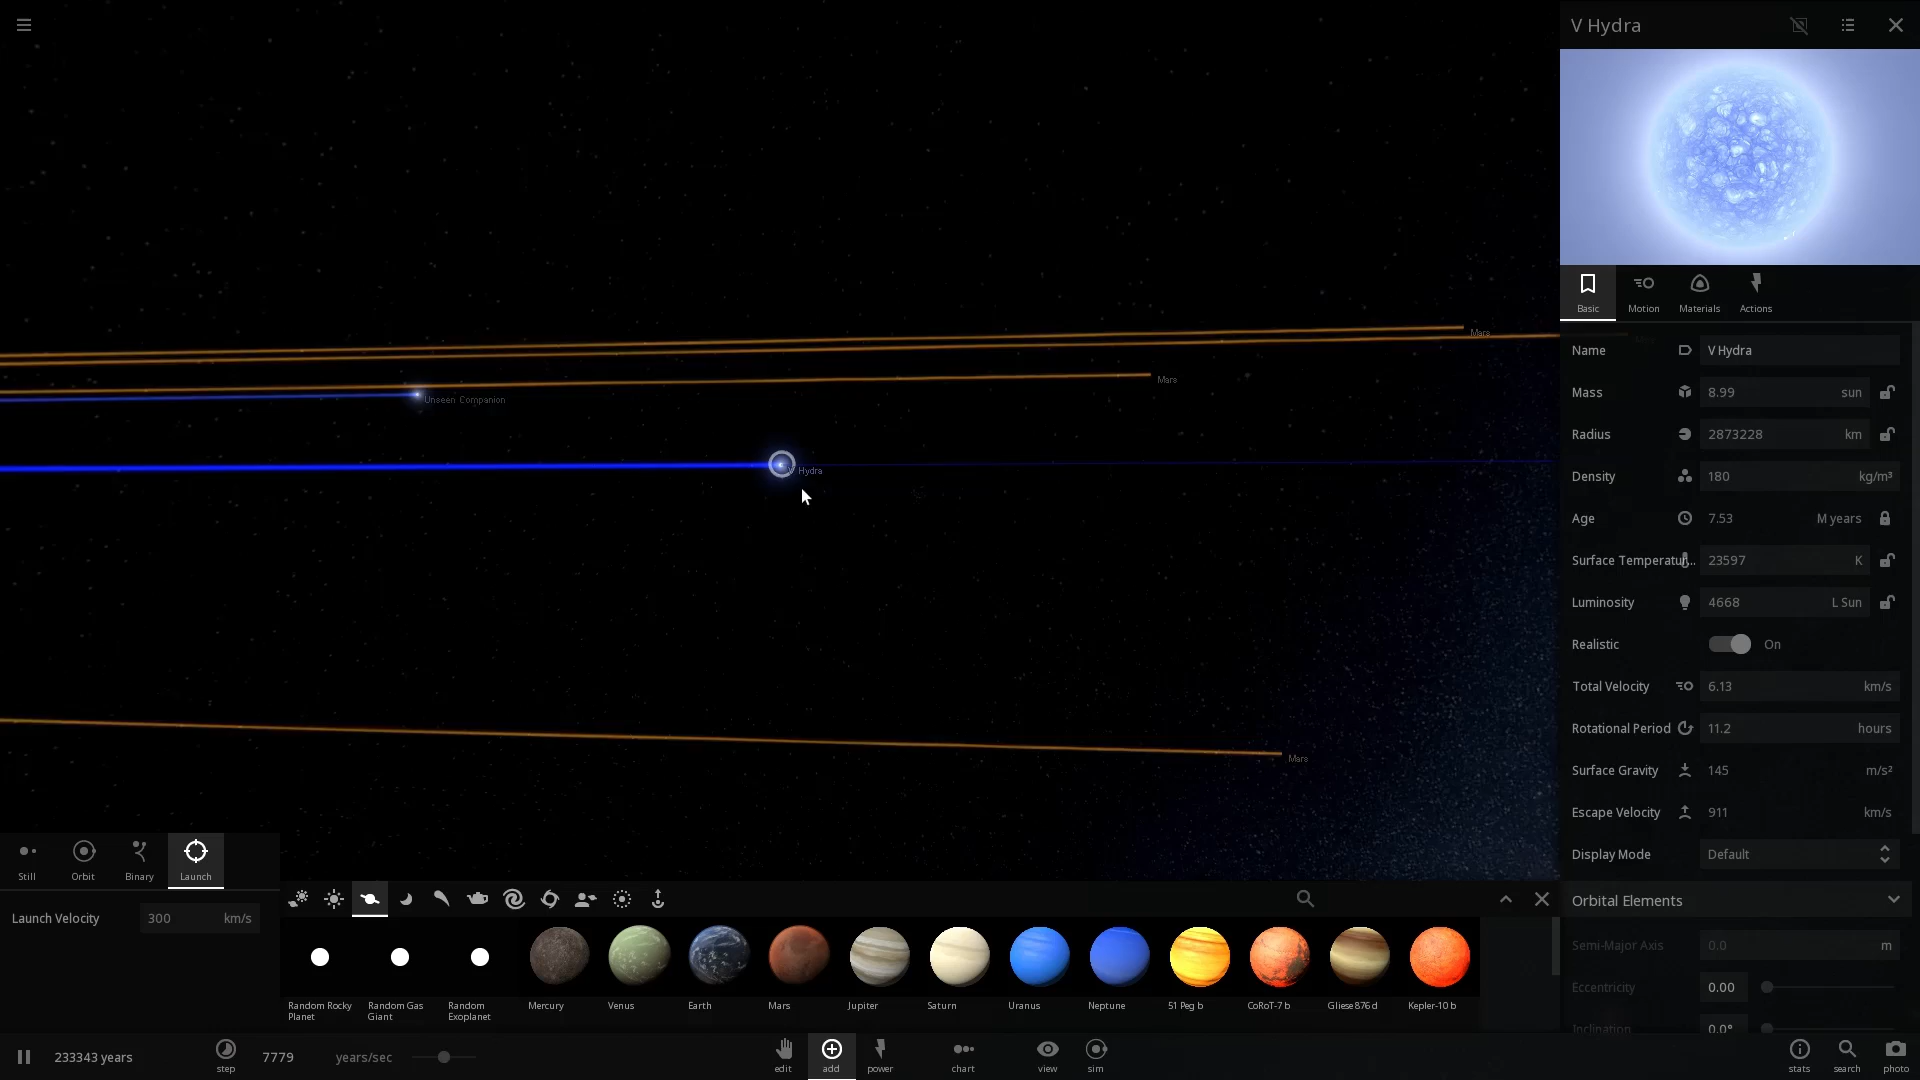 V Hydra
Basic
Motion
Materials
Actions
Mars
Mars
Unseen Companion
V Hydra
Mars
Name V Hydra
Mass 8.99 sun
Radius 2873228 km
Density 180 kg/m³
Age 7.53 M years
Surface Temperatur... 23597 K
Luminosity 4668 L Sun
Realistic On
Total Velocity 6.13 km/s
Rotational Period 11.2 hours
Surface Gravity 145 m/s²
Escape Velocity 911 km/s
Display Mode Default
Orbital Elements
Semi-Major Axis 0.0 m
Eccentricity 0.00
Inclination 0.0°
Still Orbit Binary Launch
Launch Velocity 300 km/s
Random Rocky Planet
Random Gas Giant
Random Exoplanet
Mercury
Venus
Earth
Mars
Jupiter
Saturn
Uranus
Neptune
51 Peg b
CoRoT-7 b
Gliese 876 d
Kepler-10 b
233343 years
step
7779 years/sec
edit
add
power
chart
view
sim
stats
search
photo